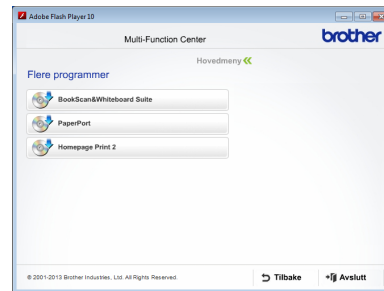 Adobe Flash Player 10
Multi-Function Center
brother
Hovedmeny
Flere programmer
BookScan&Whiteboard Suite
PaperPort
Homepage Print 2
© 2001-2013 Brother Industries, Ltd. All Rights Reserved.
Tilbake
Avslutt